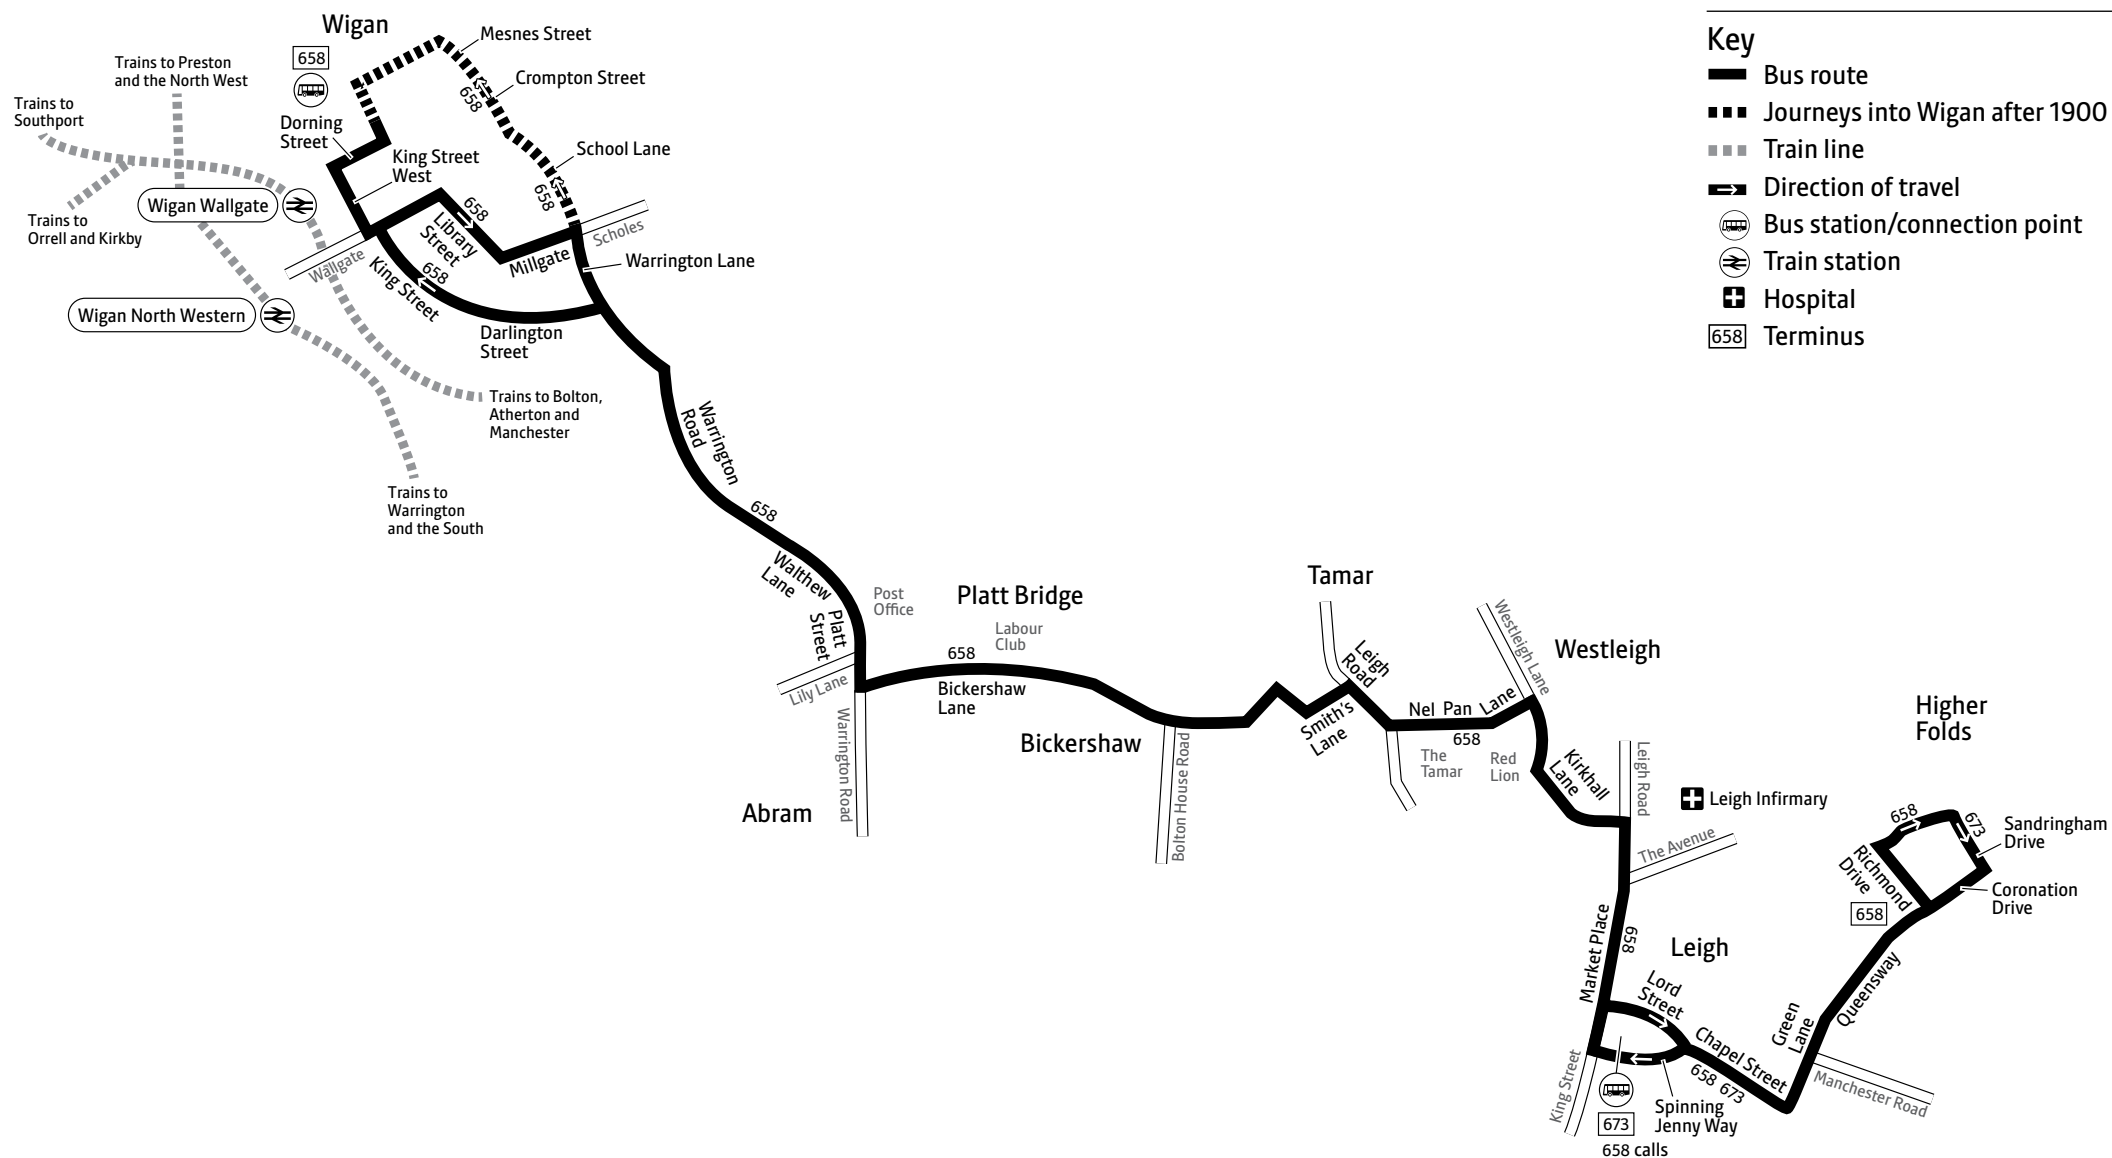 Wigan
658
Mesnes Street
Crompton Street
658
Trains to Preston
and the North West
Trains to
Southport
Dorning
Street
King Street
West
School Lane
658
Wigan Wallgate
Trains to
Orrell and Kirkby
658
Library
Street
Scholes
Millgate
Warrington Lane
Wallgate
King Street
658
Wigan North Western
Darlington
Street
Trains to Bolton,
Atherton and
Manchester
Trains to
Warrington
and the South
Warrington
Road
658
Walthew
Lane
Platt
Street
Post
Office
Platt Bridge
Labour
Club
658
Bickershaw
Lane
Lily Lane
Warrington Road
Abram
Bickershaw
Bolton House Road
Tamar
Leigh
Road
Smith's
Lane
Nel Pan Lane
658
The
Tamar
Red
Lion
Westleigh Lane
Westleigh
Kirkhall
Lane
Leigh Road
Leigh Infirmary
The Avenue
Market Place
658
Leigh
Lord
Street
Chapel Street
658 673
King Street
673
658 calls
Spinning
Jenny Way
Green
Lane
Manchester Road
Queensway
Higher
Folds
658
673
Sandringham
Drive
Richmond
Drive
658
Coronation
Drive
Key
Bus route
Journeys into Wigan after 1900
Train line
Direction of travel
Bus station/connection point
Train station
Hospital
658 Terminus